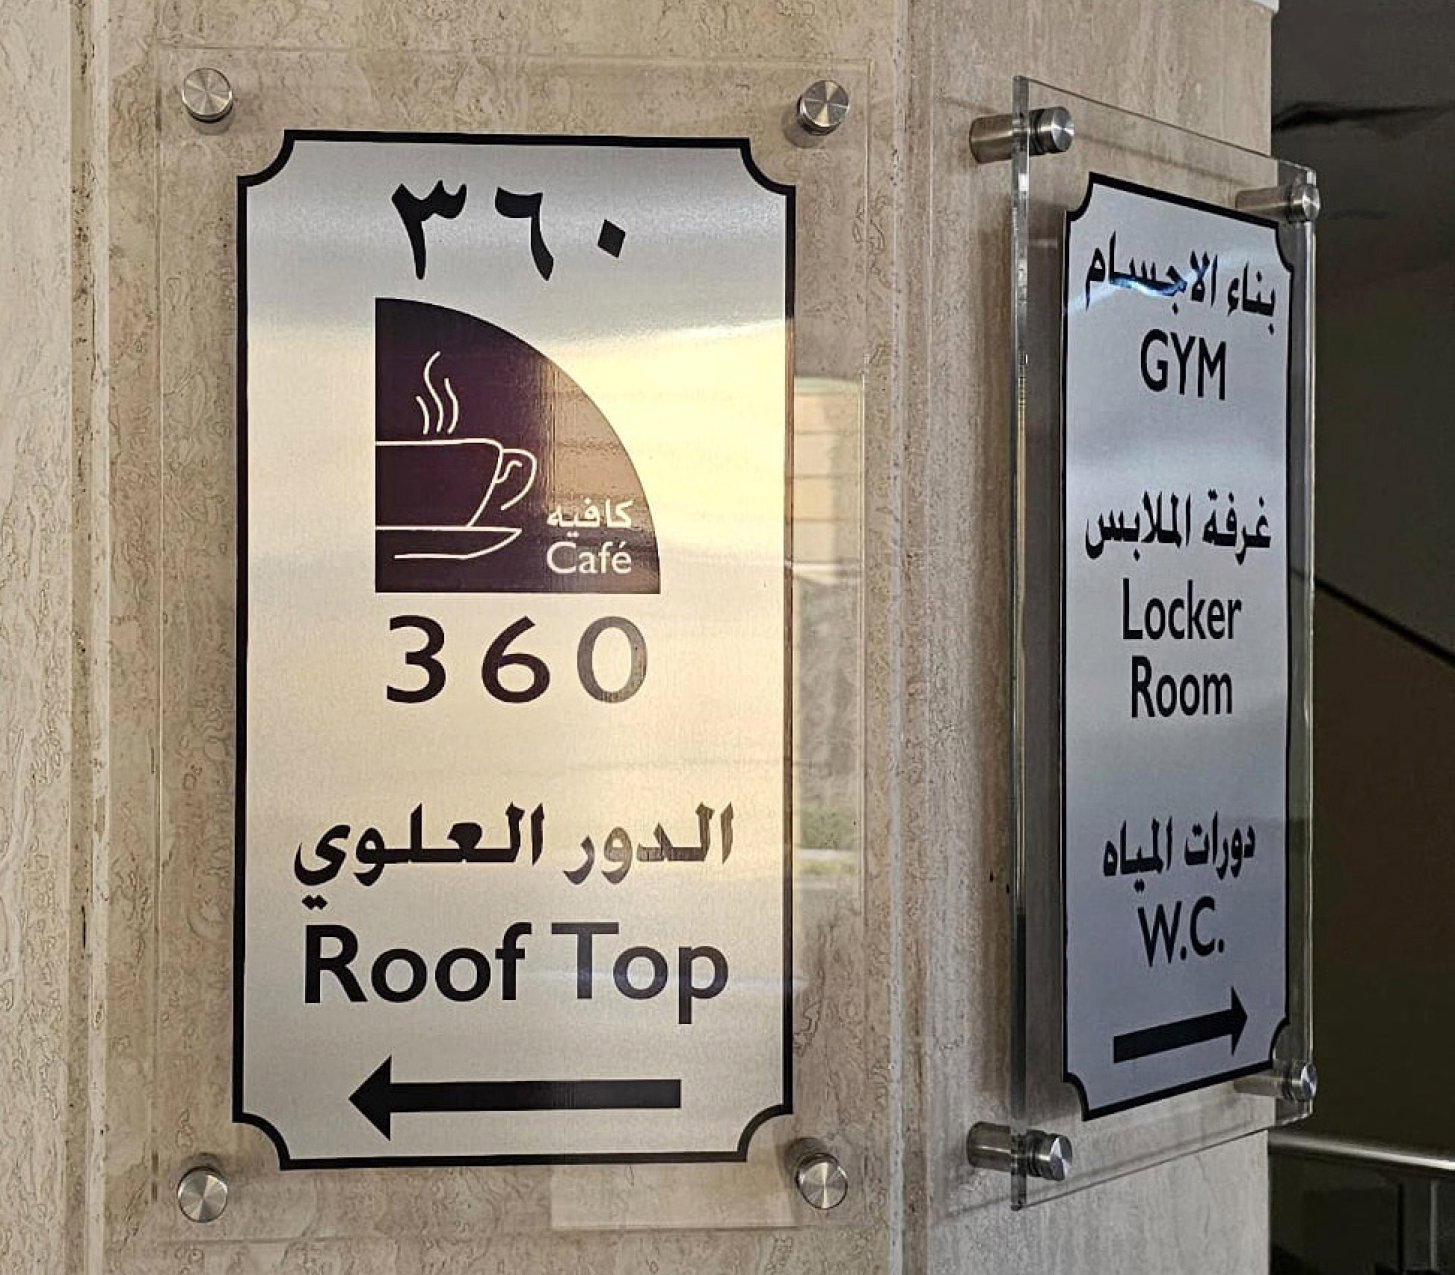 ٣٦٠
كافيه
Café
360
الدور العلوي
Roof Top
بناء الاجسام
GYM
غرفة الملابس
Locker
Room
دورات المياه
W.C.